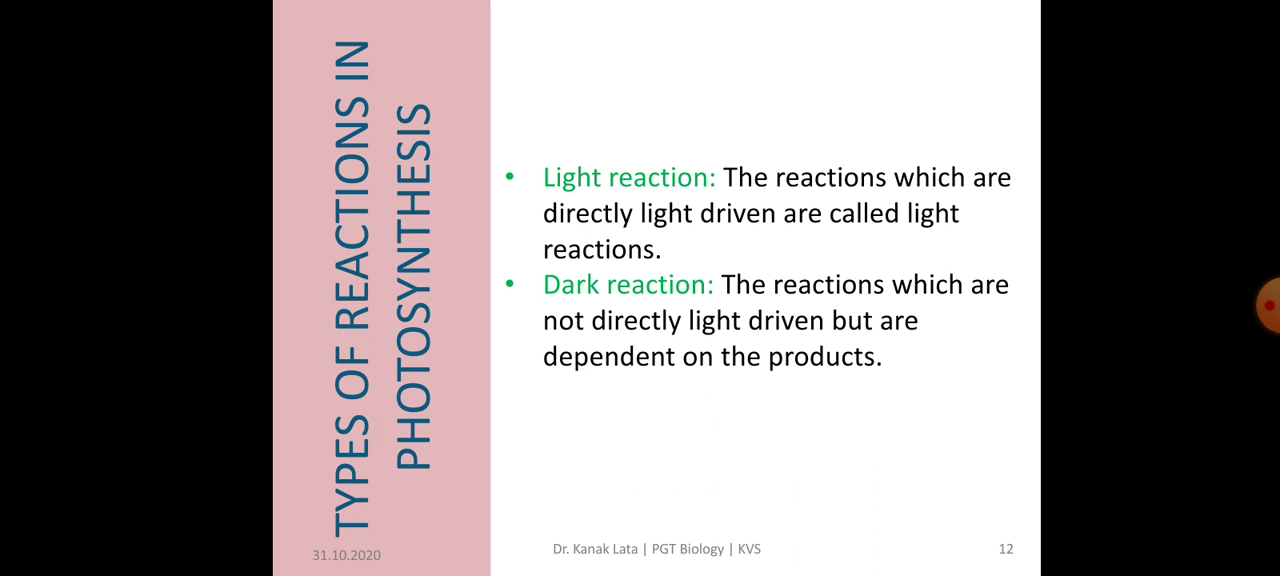 TYPES OF REACTIONS IN
PHOTOSYNTHESIS
• Light reaction: The reactions which are
directly light driven are called light
reactions.
• Dark reaction: The reactions which are
not directly light driven but are
dependent on the products.
31.10.2020
Dr. Kanak Lata | PGT Biology | KVS
12